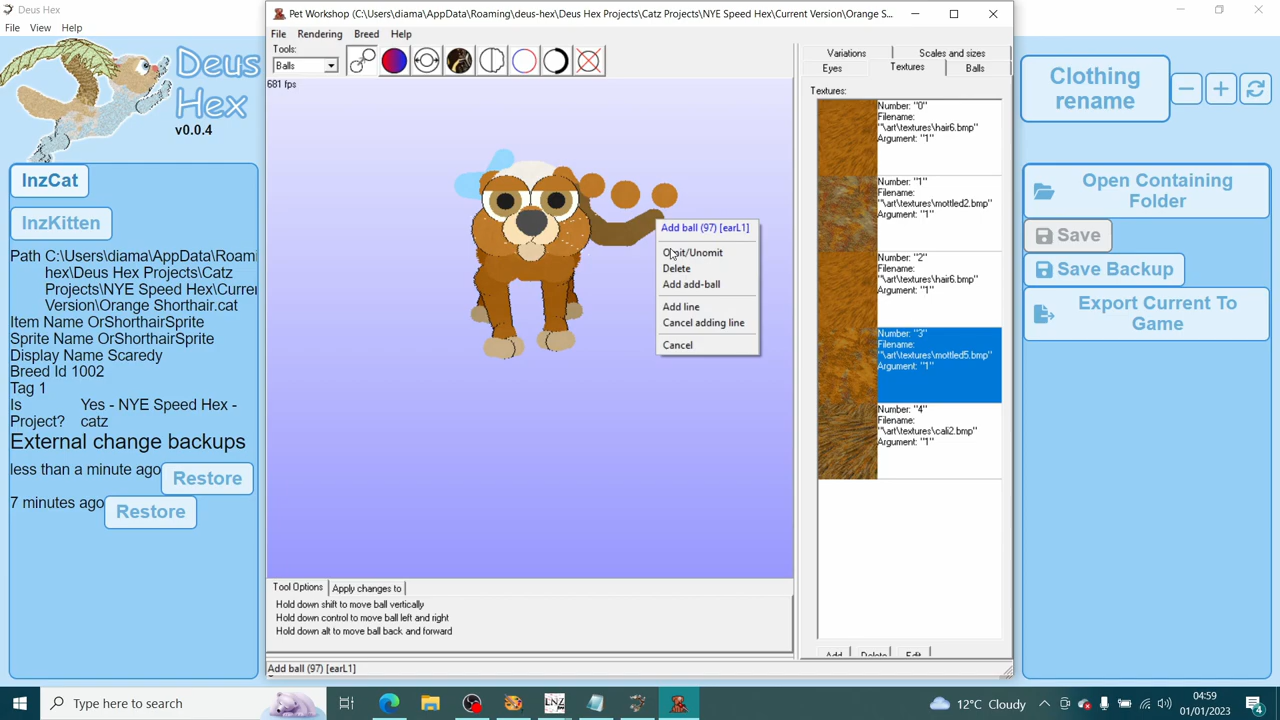 Deus Hex
File View Help
Deus
Hex
v0.0.4
lnzCat
lnzKitten
Path C:\Users\diama\AppData\Roaming\deus-
hex\Deus Hex Projects\Catz
Projects\NYE Speed Hex\Curren
Version\Orange Shorthair.cat
Item Name OrShorthairSprite
Sprite Name OrShorthairSprite
Display Name Scaredy
Breed Id 1002
Tag 1
Is Yes - NYE Speed Hex -
Project? catz
External change backups
less than a minute ago Restore
7 minutes ago Restore
Pet Workshop (C:\Users\diama\AppData\Roaming\deus-hex\Deus Hex Projects\Catz Projects\NYE Speed Hex\Current Version\Orange S...
File Rendering Breed Help
Tools:
Balls
681 fps
Add ball (97) [earL1]
Omit/Unomit
Delete
Add add-ball
Add line
Cancel adding line
Cancel
Tool Options Apply changes to
Hold down shift to move ball vertically
Hold down control to move ball left and right
Hold down alt to move ball back and forward
Add ball (97) [earL1]
Variations Scales and sizes
Eyes Textures Balls
Textures:
Number: "0"
Filename:
"\art\textures\hair6.bmp"
Argument: "1"
Number: "1"
Filename:
"\art\textures\mottled2.bmp"
Argument: "1"
Number: "2"
Filename:
"\art\textures\hair6.bmp"
Argument: "1"
Number: "3"
Filename:
"\art\textures\mottled5.bmp"
Argument: "1"
Number: "4"
Filename:
"\art\textures\cali2.bmp"
Argument: "1"
Add Delete Edit
Clothing
rename
Open Containing
Folder
Save
Save Backup
Export Current To
Game
Type here to search
LNZ
12°C Cloudy
04:59
01/01/2023
4